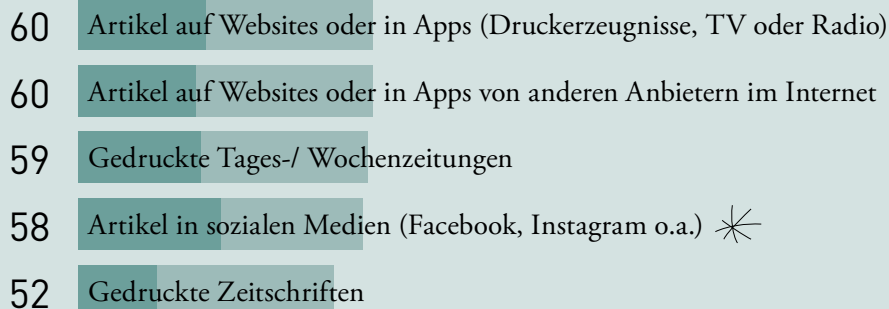 60 Artikel auf Websites oder in Apps (Druckerzeugnisse, TV oder Radio)
60 Artikel auf Websites oder in Apps von anderen Anbietern im Internet
59 Gedruckte Tages-/ Wochenzeitungen
58 Artikel in sozialen Medien (Facebook, Instagram o.a.)
52 Gedruckte Zeitschriften